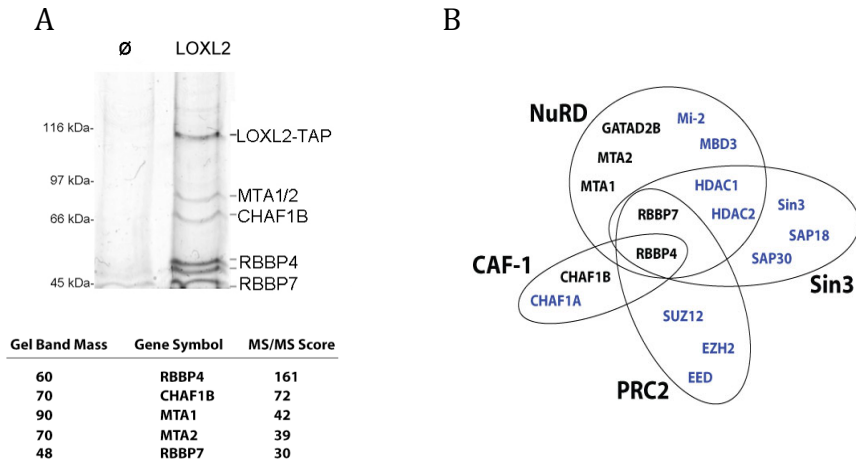 A
Ø LOXL2
116 kDa-
-LOXL2-TAP
97 kDa-
MTA1/2
66 kDa-
CHAF1B
RBBP4
45 kDa-
RBBP7
Gel Band Mass Gene Symbol MS/MS Score
60 RBBP4 161
70 CHAF1B 72
90 MTA1 42
70 MTA2 39
48 RBBP7 30
B
NuRD
GATAD2B
Mi-2
MTA2
MBD3
MTA1
HDAC1
RBBP7
HDAC2
Sin3
SAP18
RBBP4
SAP30
CAF-1
CHAF1B
Sin3
CHAF1A
SUZ12
EZH2
EED
PRC2